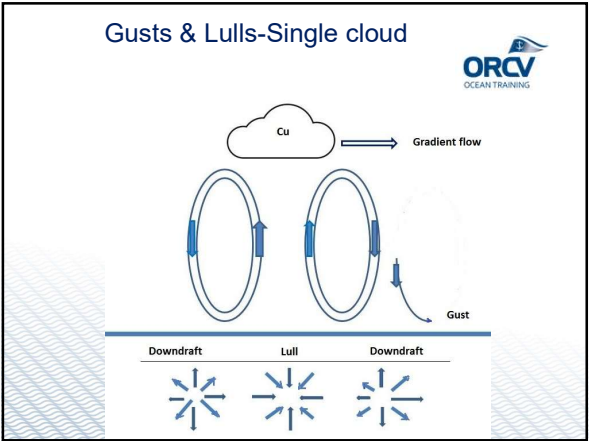 Gusts & Lulls-Single cloud
ORCV
OCEAN TRAINING
Cu
Gradient flow
Gust
Downdraft Lull Downdraft